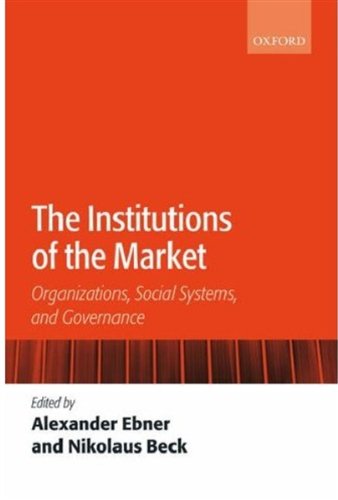 OXFORD
The Institutions
of the Market
Organizations, Social Systems,
and Governance
Edited by
Alexander Ebner
and Nikolaus Beck